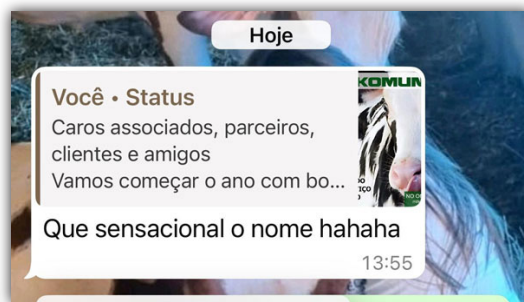 Hoje
Você • Status
Caros associados, parceiros,
clientes e amigos
Vamos começar o ano com bo...
KOMUN
Que sensacional o nome hahaha
13:55